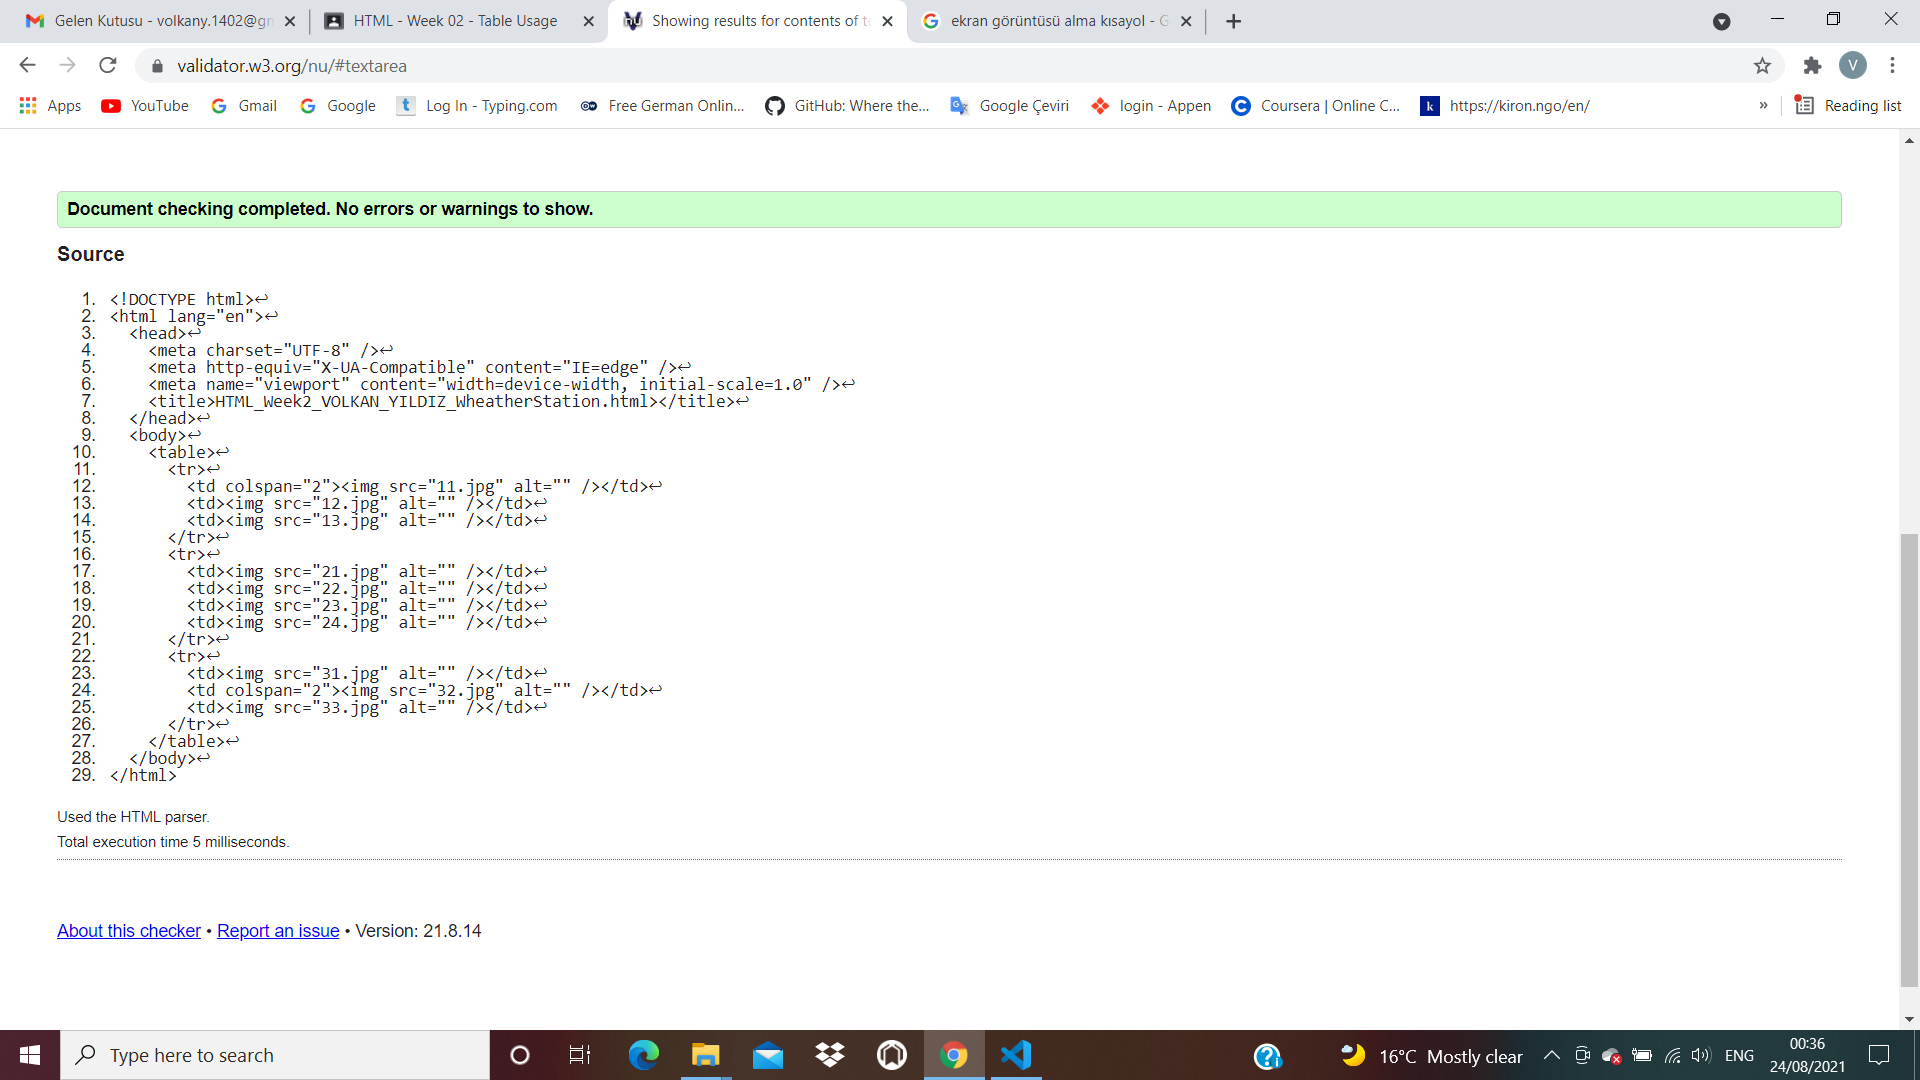 Gelen Kutusu - volkany.1402@gm
HTML - Week 02 - Table Usage
Showing results for contents of te
ekran görüntüsü alma kısayol - G
validator.w3.org/nu/#textarea
V
Apps
YouTube
Gmail
Google
Log In - Typing.com
Free German Onlin...
GitHub: Where the...
Google Çeviri
login - Appen
Coursera | Online C...
https://kiron.ngo/en/
»
Reading list
Document checking completed. No errors or warnings to show.
Source
1. <!DOCTYPE html>↩
2. <html lang="en">↩
3.   <head>↩
4.     <meta charset="UTF-8" />↩
5.     <meta http-equiv="X-UA-Compatible" content="IE=edge" />↩
6.     <meta name="viewport" content="width=device-width, initial-scale=1.0" />↩
7.     <title>HTML_Week2_VOLKAN_YILDIZ_WheatherStation.html></title>↩
8.   </head>↩
9.   <body>↩
10.     <table>↩
11.       <tr>↩
12.         <td colspan="2"><img src="11.jpg" alt="" /></td>↩
13.         <td><img src="12.jpg" alt="" /></td>↩
14.         <td><img src="13.jpg" alt="" /></td>↩
15.       </tr>↩
16.       <tr>↩
17.         <td><img src="21.jpg" alt="" /></td>↩
18.         <td><img src="22.jpg" alt="" /></td>↩
19.         <td><img src="23.jpg" alt="" /></td>↩
20.         <td><img src="24.jpg" alt="" /></td>↩
21.       </tr>↩
22.       <tr>↩
23.         <td><img src="31.jpg" alt="" /></td>↩
24.         <td colspan="2"><img src="32.jpg" alt="" /></td>↩
25.         <td><img src="33.jpg" alt="" /></td>↩
26.       </tr>↩
27.     </table>↩
28.   </body>↩
29. </html>
Used the HTML parser.
Total execution time 5 milliseconds.
About this checker • Report an issue • Version: 21.8.14
Type here to search
16°C Mostly clear
ENG
00:36
24/08/2021